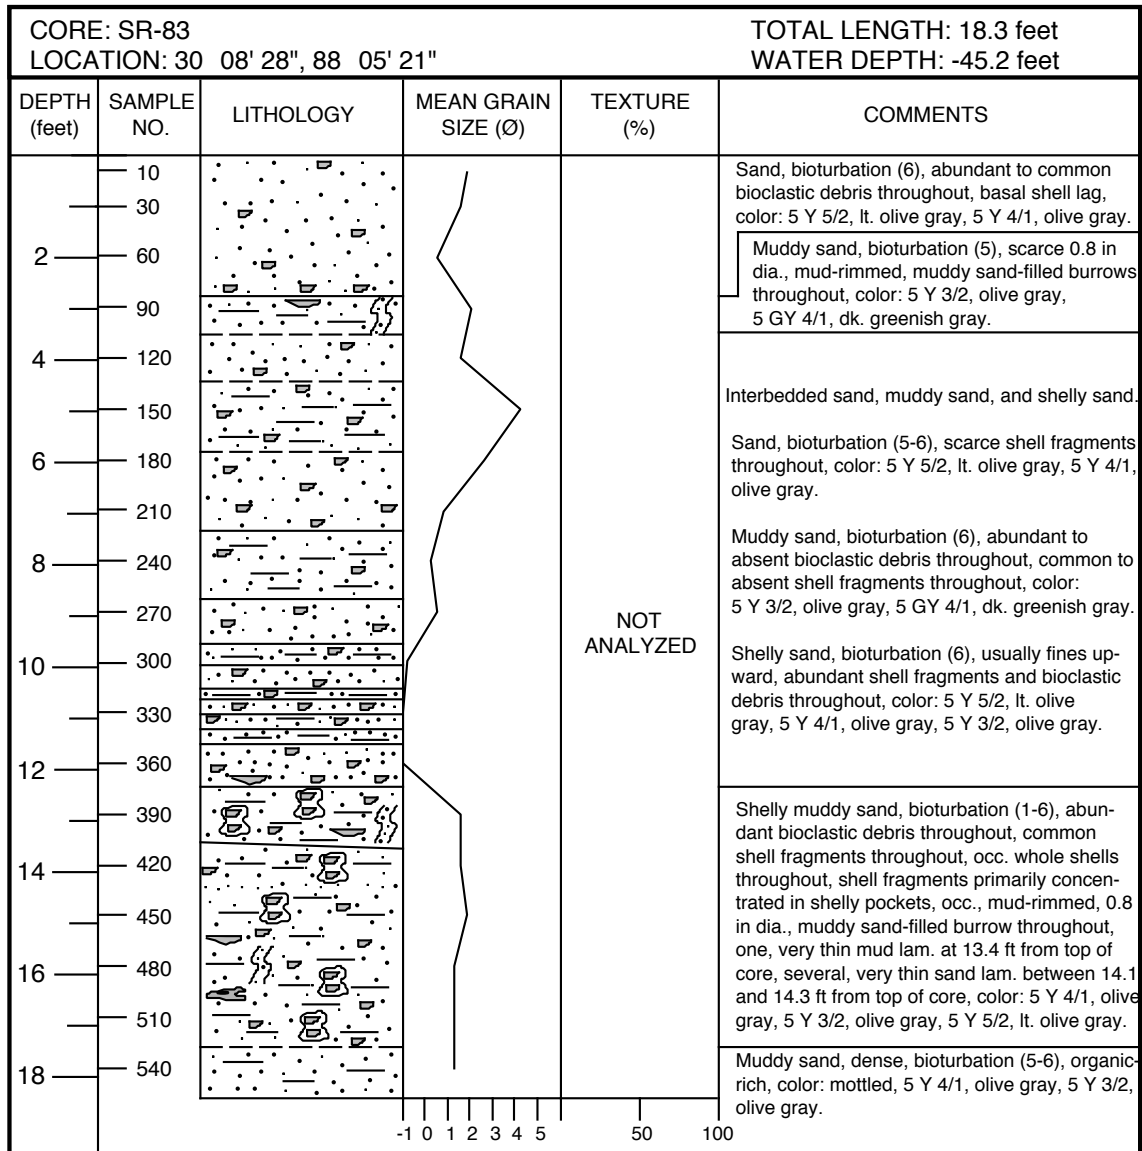 CORE: SR-83
LOCATION: 30 08' 28", 88 05' 21"
TOTAL LENGTH: 18.3 feet
WATER DEPTH: -45.2 feet
DEPTH
(feet)
SAMPLE
NO.
LITHOLOGY
MEAN GRAIN
SIZE (Ø)
TEXTURE
(%)
COMMENTS
10
30
2
60
90
4
120
150
6
180
210
8
240
270
10
300
330
12
360
390
14
420
450
16
480
510
18
540
-1 0 1 2 3 4 5
NOT
ANALYZED
50
100
Sand, bioturbation (6), abundant to common
bioclastic debris throughout, basal shell lag,
color: 5 Y 5/2, lt. olive gray, 5 Y 4/1, olive gray.
Muddy sand, bioturbation (5), scarce 0.8 in
dia., mud-rimmed, muddy sand-filled burrows
throughout, color: 5 Y 3/2, olive gray,
5 GY 4/1, dk. greenish gray.
Interbedded sand, muddy sand, and shelly sand.
Sand, bioturbation (5-6), scarce shell fragments
throughout, color: 5 Y 5/2, lt. olive gray, 5 Y 4/1,
olive gray.
Muddy sand, bioturbation (6), abundant to
absent bioclastic debris throughout, common to
absent shell fragments throughout, color:
5 Y 3/2, olive gray, 5 GY 4/1, dk. greenish gray.
Shelly sand, bioturbation (6), usually fines up-
ward, abundant shell fragments and bioclastic
debris throughout, color: 5 Y 5/2, lt. olive
gray, 5 Y 4/1, olive gray, 5 Y 3/2, olive gray.
Shelly muddy sand, bioturbation (1-6), abun-
dant bioclastic debris throughout, common
shell fragments throughout, occ. whole shells
throughout, shell fragments primarily concen-
trated in shelly pockets, occ., mud-rimmed, 0.8
in dia., muddy sand-filled burrow throughout,
one, very thin mud lam. at 13.4 ft from top of
core, several, very thin sand lam. between 14.1
and 14.3 ft from top of core, color: 5 Y 4/1, olive
gray, 5 Y 3/2, olive gray, 5 Y 5/2, lt. olive gray.
Muddy sand, dense, bioturbation (5-6), organic-
rich, color: mottled, 5 Y 4/1, olive gray, 5 Y 3/2,
olive gray.